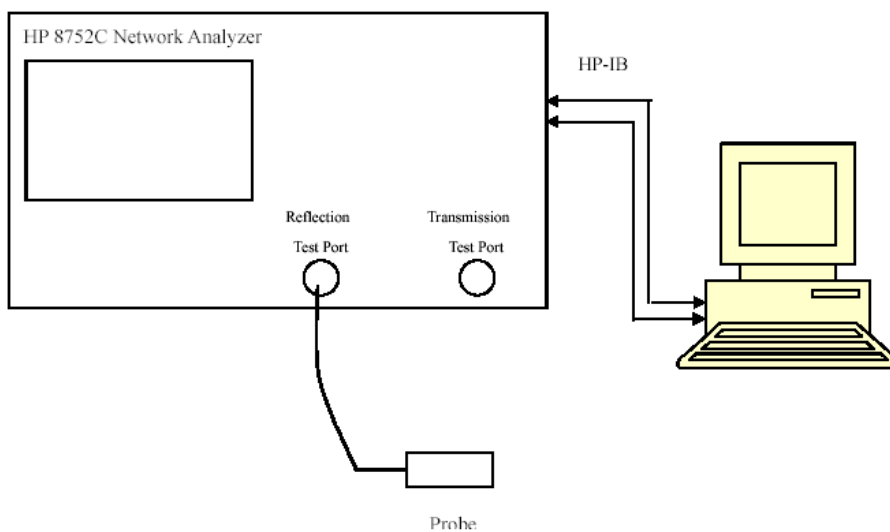 HP 8752C Network Analyzer
HP-IB
Reflection
Test Port
Transmission
Test Port
Probe